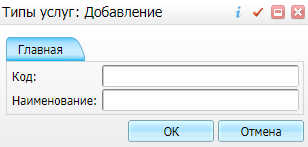 Типы услуг: Добавление
Главная
Код:
Наименование:
ОК Отмена